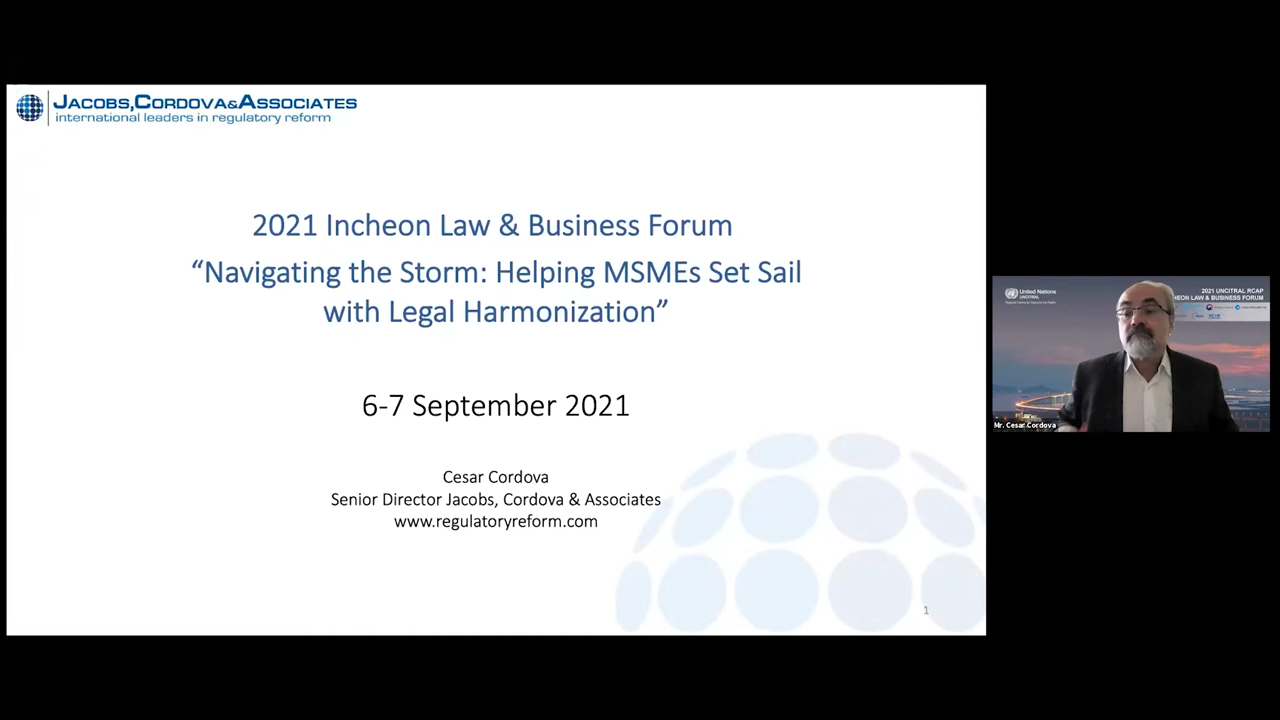 JACOBS,CORDOVA&ASSOCIATES
international leaders in regulatory reform
2021 Incheon Law & Business Forum
“Navigating the Storm: Helping MSMEs Set Sail
with Legal Harmonization”
6-7 September 2021
Cesar Cordova
Senior Director Jacobs, Cordova & Associates
www.regulatoryreform.com
1
United Nations
UNCITRAL
2021 UNCITRAL RCAP
HEON LAW & BUSINESS FORUM
Mr. Cesar Cordova